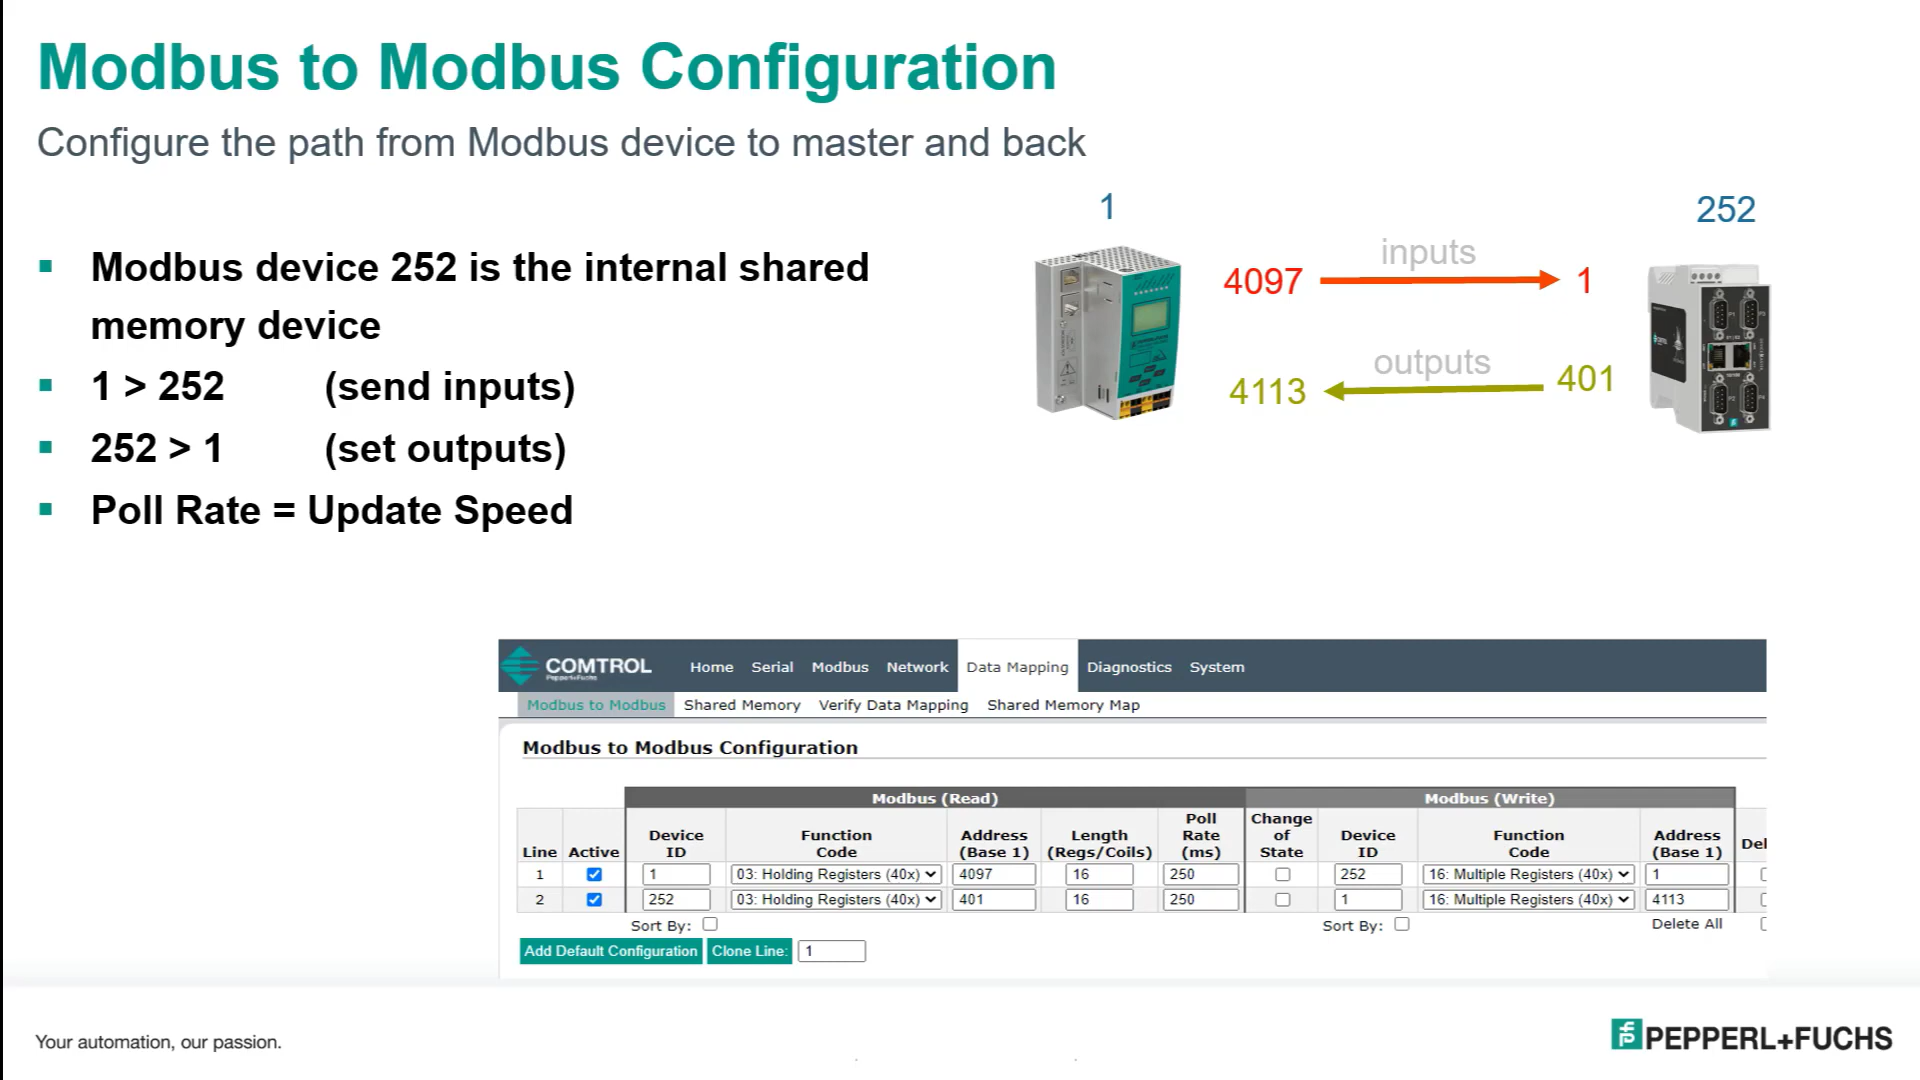 Modbus to Modbus Configuration
Configure the path from Modbus device to master and back
1
252
Modbus device 252 is the internal shared
memory device
1 > 252 (send inputs)
252 > 1 (set outputs)
Poll Rate = Update Speed
inputs
4097
1
outputs
4113
401
COMTROL
Pepperl+Fuchs
Home Serial Modbus Network Data Mapping Diagnostics System
Modbus to Modbus Shared Memory Verify Data Mapping Shared Memory Map
Modbus to Modbus Configuration
Modbus (Read) Modbus (Write)
Line Active Device ID Function Code Address (Base 1) Length (Regs/Coils) Poll Rate (ms) Change of State Device ID Function Code Address (Base 1) Del
1 1 03: Holding Registers (40x) 4097 16 250 252 16: Multiple Registers (40x) 1
2 252 03: Holding Registers (40x) 401 16 250 1 16: Multiple Registers (40x) 4113
Sort By: Sort By: Delete All
Add Default Configuration Clone Line: 1
Your automation, our passion.
PEPPERL+FUCHS